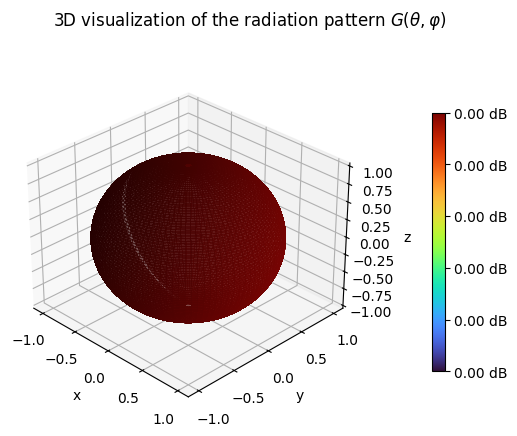 3D visualization of the radiation pattern G(θ, φ)
0.00 dB
0.00 dB
0.00 dB
0.00 dB
0.00 dB
0.00 dB
1.00
0.75
0.50
0.25
0.00
−0.25
−0.50
−0.75
−1.00
z
−1.0
−0.5
0.0
0.5
1.0
x
−1.0
−0.5
0.0
0.5
1.0
y